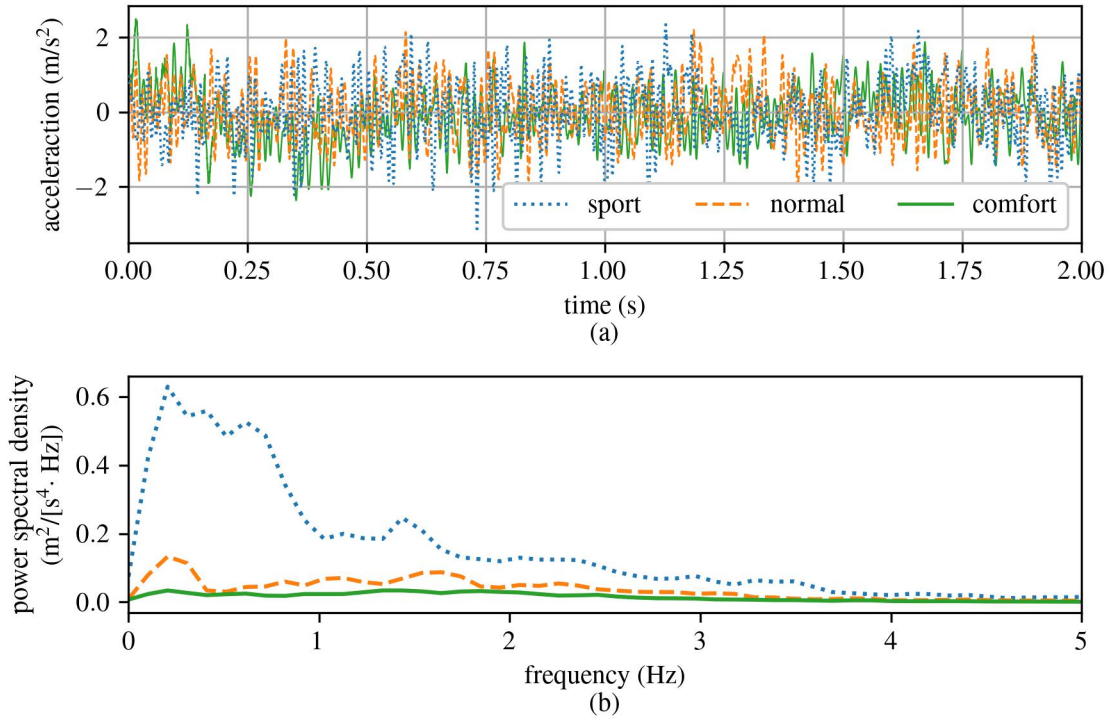 acceleraction (m/s²)
2
0
−2
sport normal comfort
0.00 0.25 0.50 0.75 1.00 1.25 1.50 1.75 2.00
time (s)
(a)
power spectral density
(m²/[s⁴· Hz])
0.6
0.4
0.2
0.0
0 1 2 3 4 5
frequency (Hz)
(b)